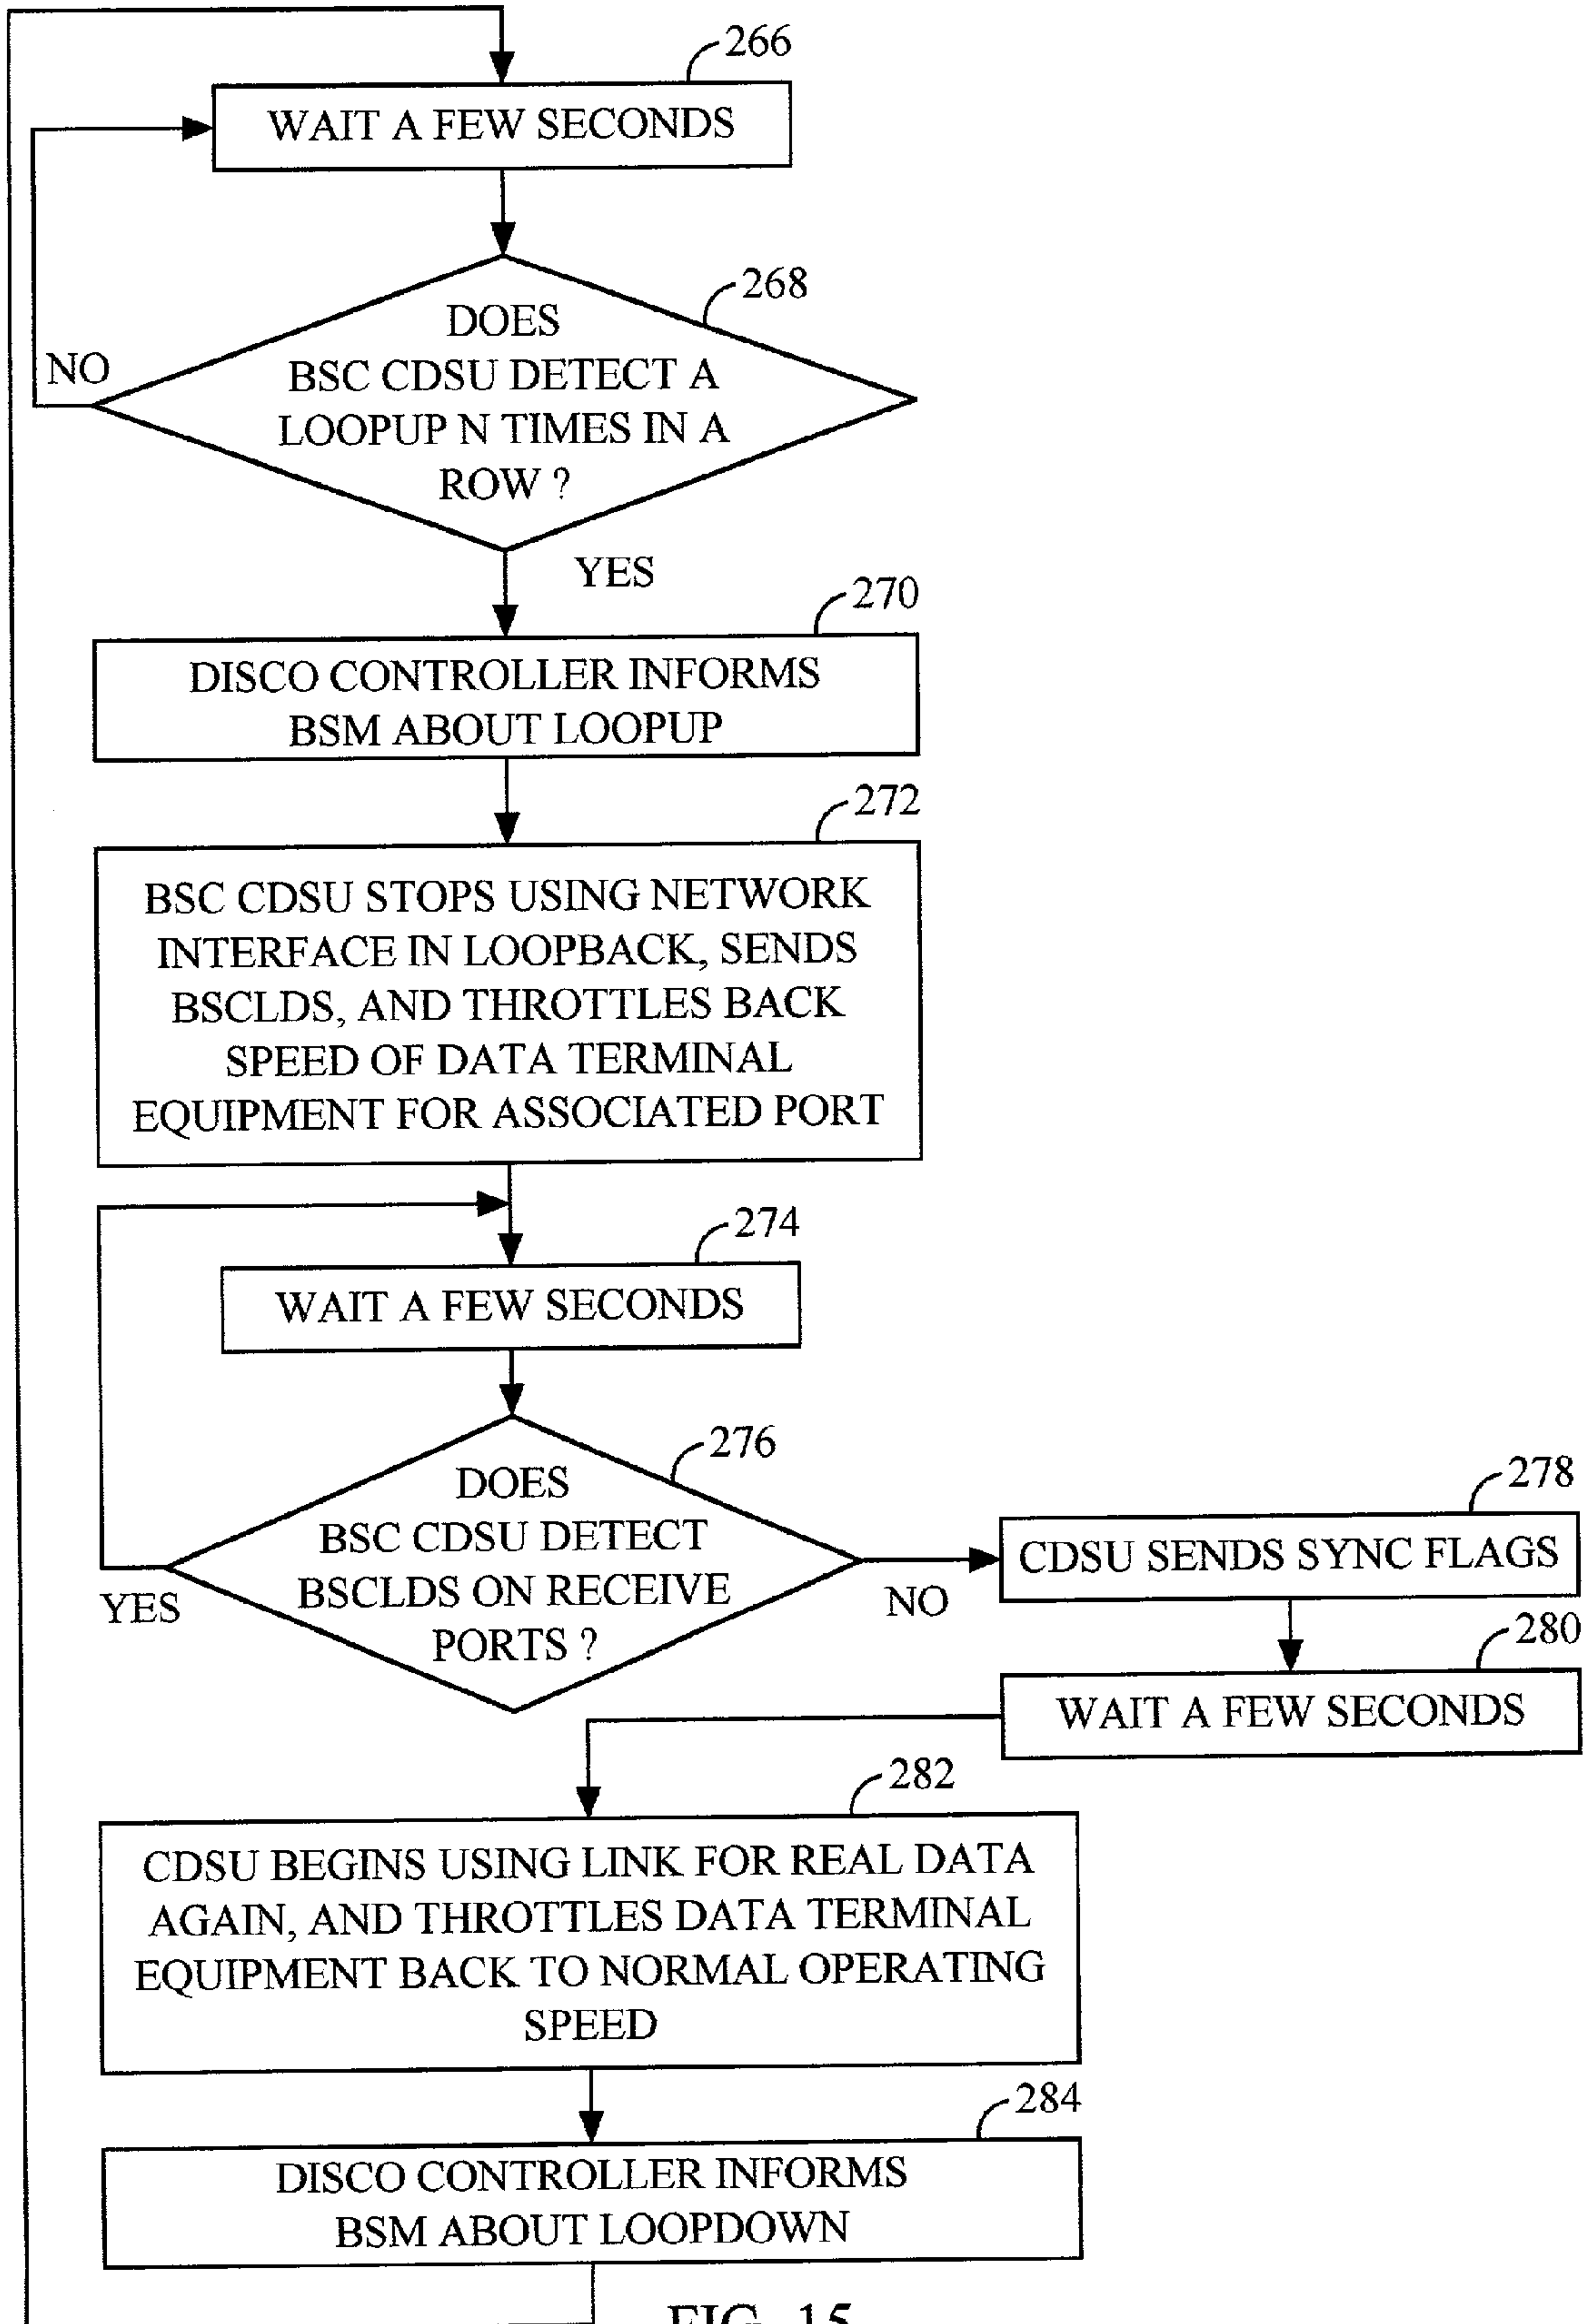 266
WAIT A FEW SECONDS
268
DOES
BSC CDSU DETECT A
LOOPUP N TIMES IN A
ROW ?
NO
YES
270
DISCO CONTROLLER INFORMS
BSM ABOUT LOOPUP
272
BSC CDSU STOPS USING NETWORK
INTERFACE IN LOOPBACK, SENDS
BSCLDS, AND THROTTLES BACK
SPEED OF DATA TERMINAL
EQUIPMENT FOR ASSOCIATED PORT
274
WAIT A FEW SECONDS
276
DOES
BSC CDSU DETECT
BSCLDS ON RECEIVE
PORTS ?
YES
NO
278
CDSU SENDS SYNC FLAGS
280
WAIT A FEW SECONDS
282
CDSU BEGINS USING LINK FOR REAL DATA
AGAIN, AND THROTTLES DATA TERMINAL
EQUIPMENT BACK TO NORMAL OPERATING
SPEED
284
DISCO CONTROLLER INFORMS
BSM ABOUT LOOPDOWN
FIG. 15